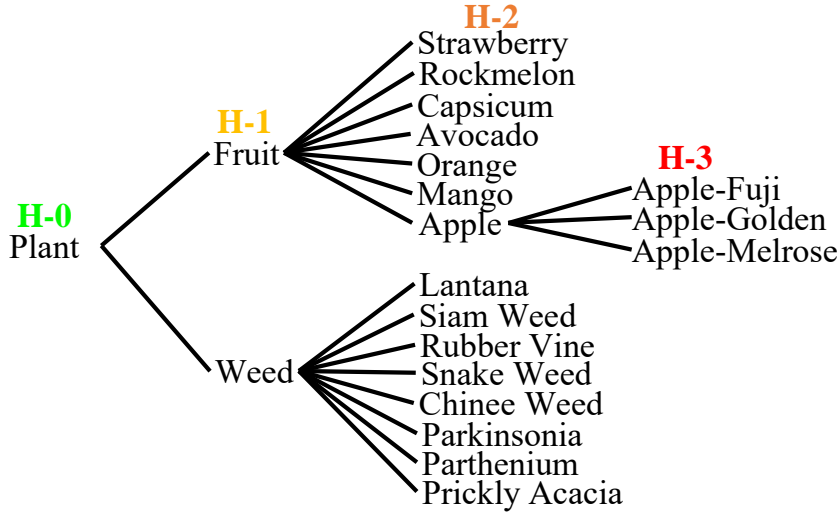 H-0
Plant
H-1
Fruit
Weed
H-2
Strawberry
Rockmelon
Capsicum
Avocado
Orange
Mango
Apple
Lantana
Siam Weed
Rubber Vine
Snake Weed
Chinee Weed
Parkinsonia
Parthenium
Prickly Acacia
H-3
Apple-Fuji
Apple-Golden
Apple-Melrose